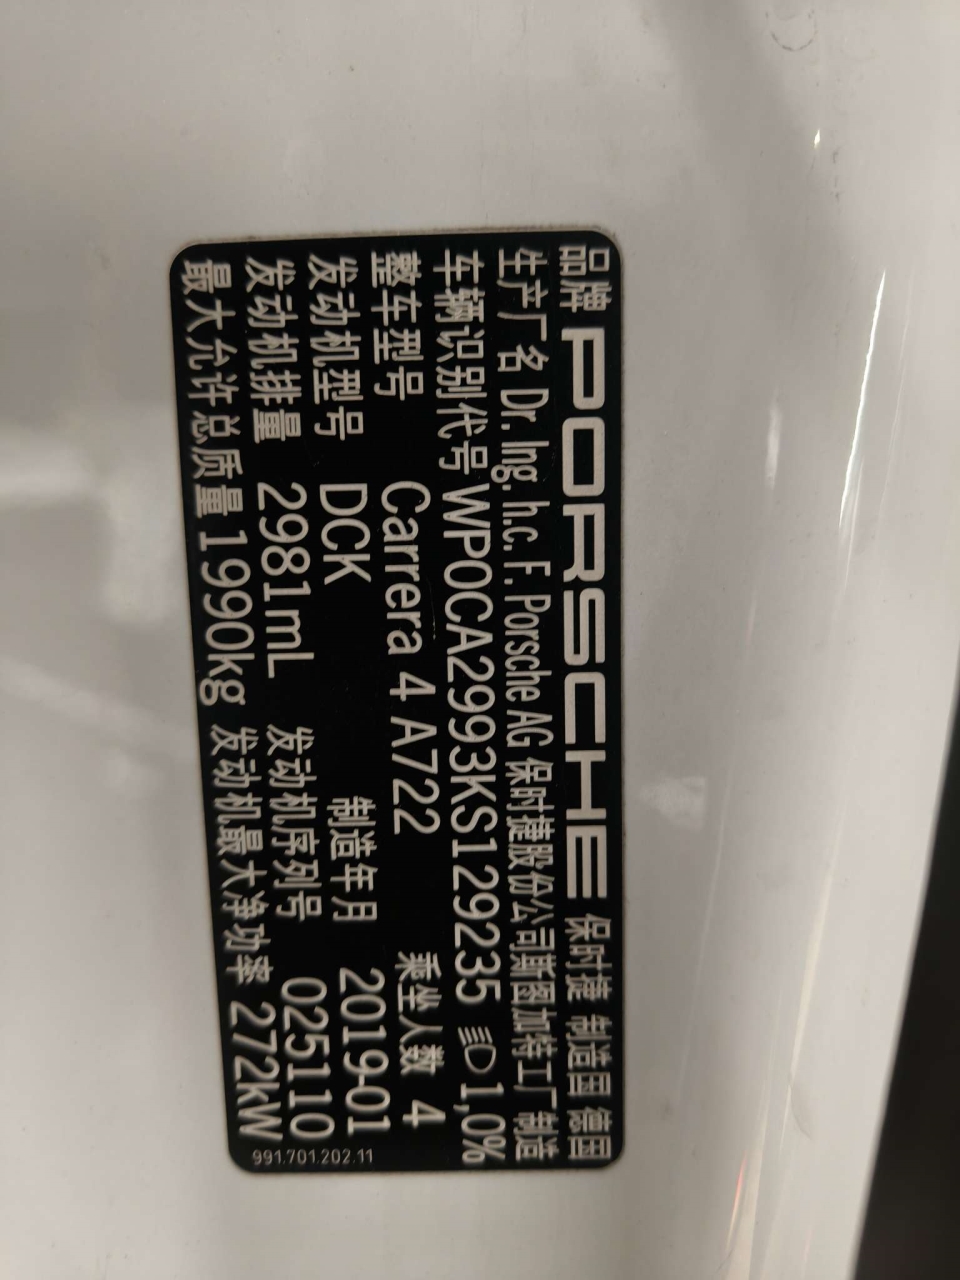 品牌 PORSCHE 保时捷 制造国 德国
生产厂名 Dr. Ing. h.c. F. Porsche AG 保时捷股份公司斯图加特工厂制造
车辆识别代号 WP0CA2993KS129235 1,0%
整车型号 Carrera 4 A722 乘坐人数 4
发动机型号 DCK 制造年月 2019-01
发动机排量 2981mL 发动机序列号 025110
最大允许总质量 1990kg 发动机最大净功率 272kW
991.701.202.11